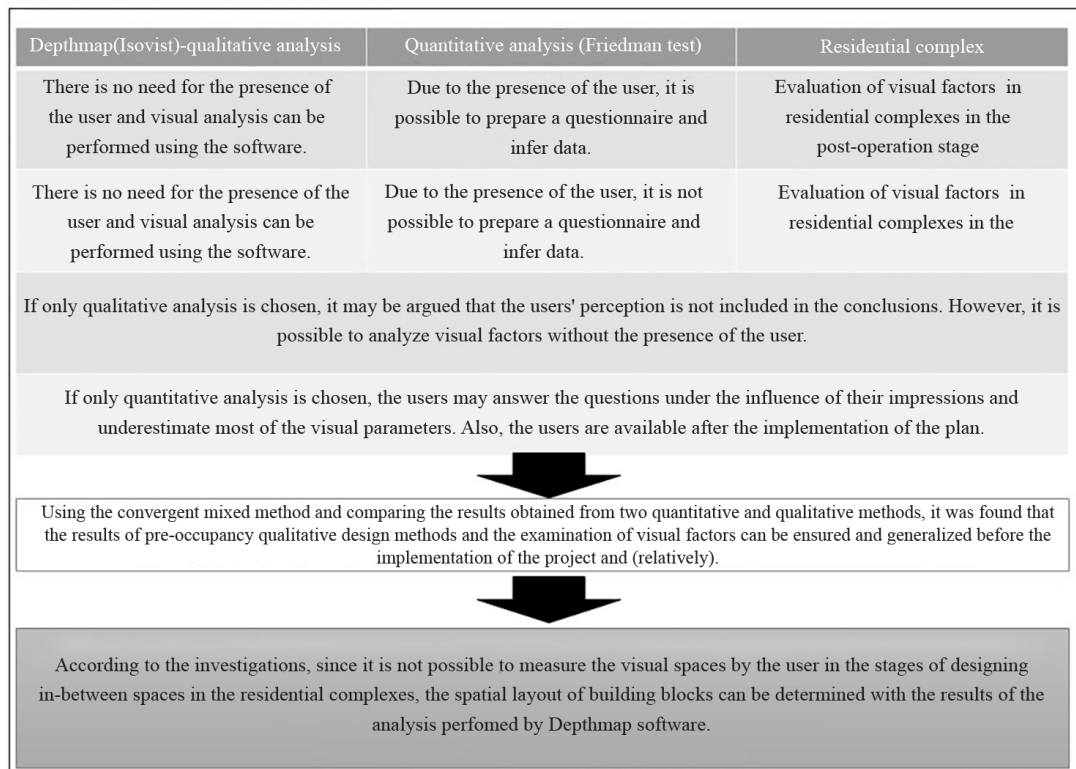 Depthmap(Isovist)-qualitative analysis
Quantitative analysis (Friedman test)
Residential complex
There is no need for the presence of
the user and visual analysis can be
performed using the software.
Due to the presence of the user, it is
possible to prepare a questionnaire and
infer data.
Evaluation of visual factors in
residential complexes in the
post-operation stage
There is no need for the presence of the
user and visual analysis can be
performed using the software.
Due to the presence of the user, it is not
possible to prepare a questionnaire and
infer data.
Evaluation of visual factors in
residential complexes in the
If only qualitative analysis is chosen, it may be argued that the users' perception is not included in the conclusions. However, it is
possible to analyze visual factors without the presence of the user.
If only quantitative analysis is chosen, the users may answer the questions under the influence of their impressions and
underestimate most of the visual parameters. Also, the users are available after the implementation of the plan.
Using the convergent mixed method and comparing the results obtained from two quantitative and qualitative methods, it was found that
the results of pre-occupancy qualitative design methods and the examination of visual factors can be ensured and generalized before the
implementation of the project and (relatively).
According to the investigations, since it is not possible to measure the visual spaces by the user in the stages of designing
in-between spaces in the residential complexes, the spatial layout of building blocks can be determined with the results of the
analysis perfomed by Depthmap software.